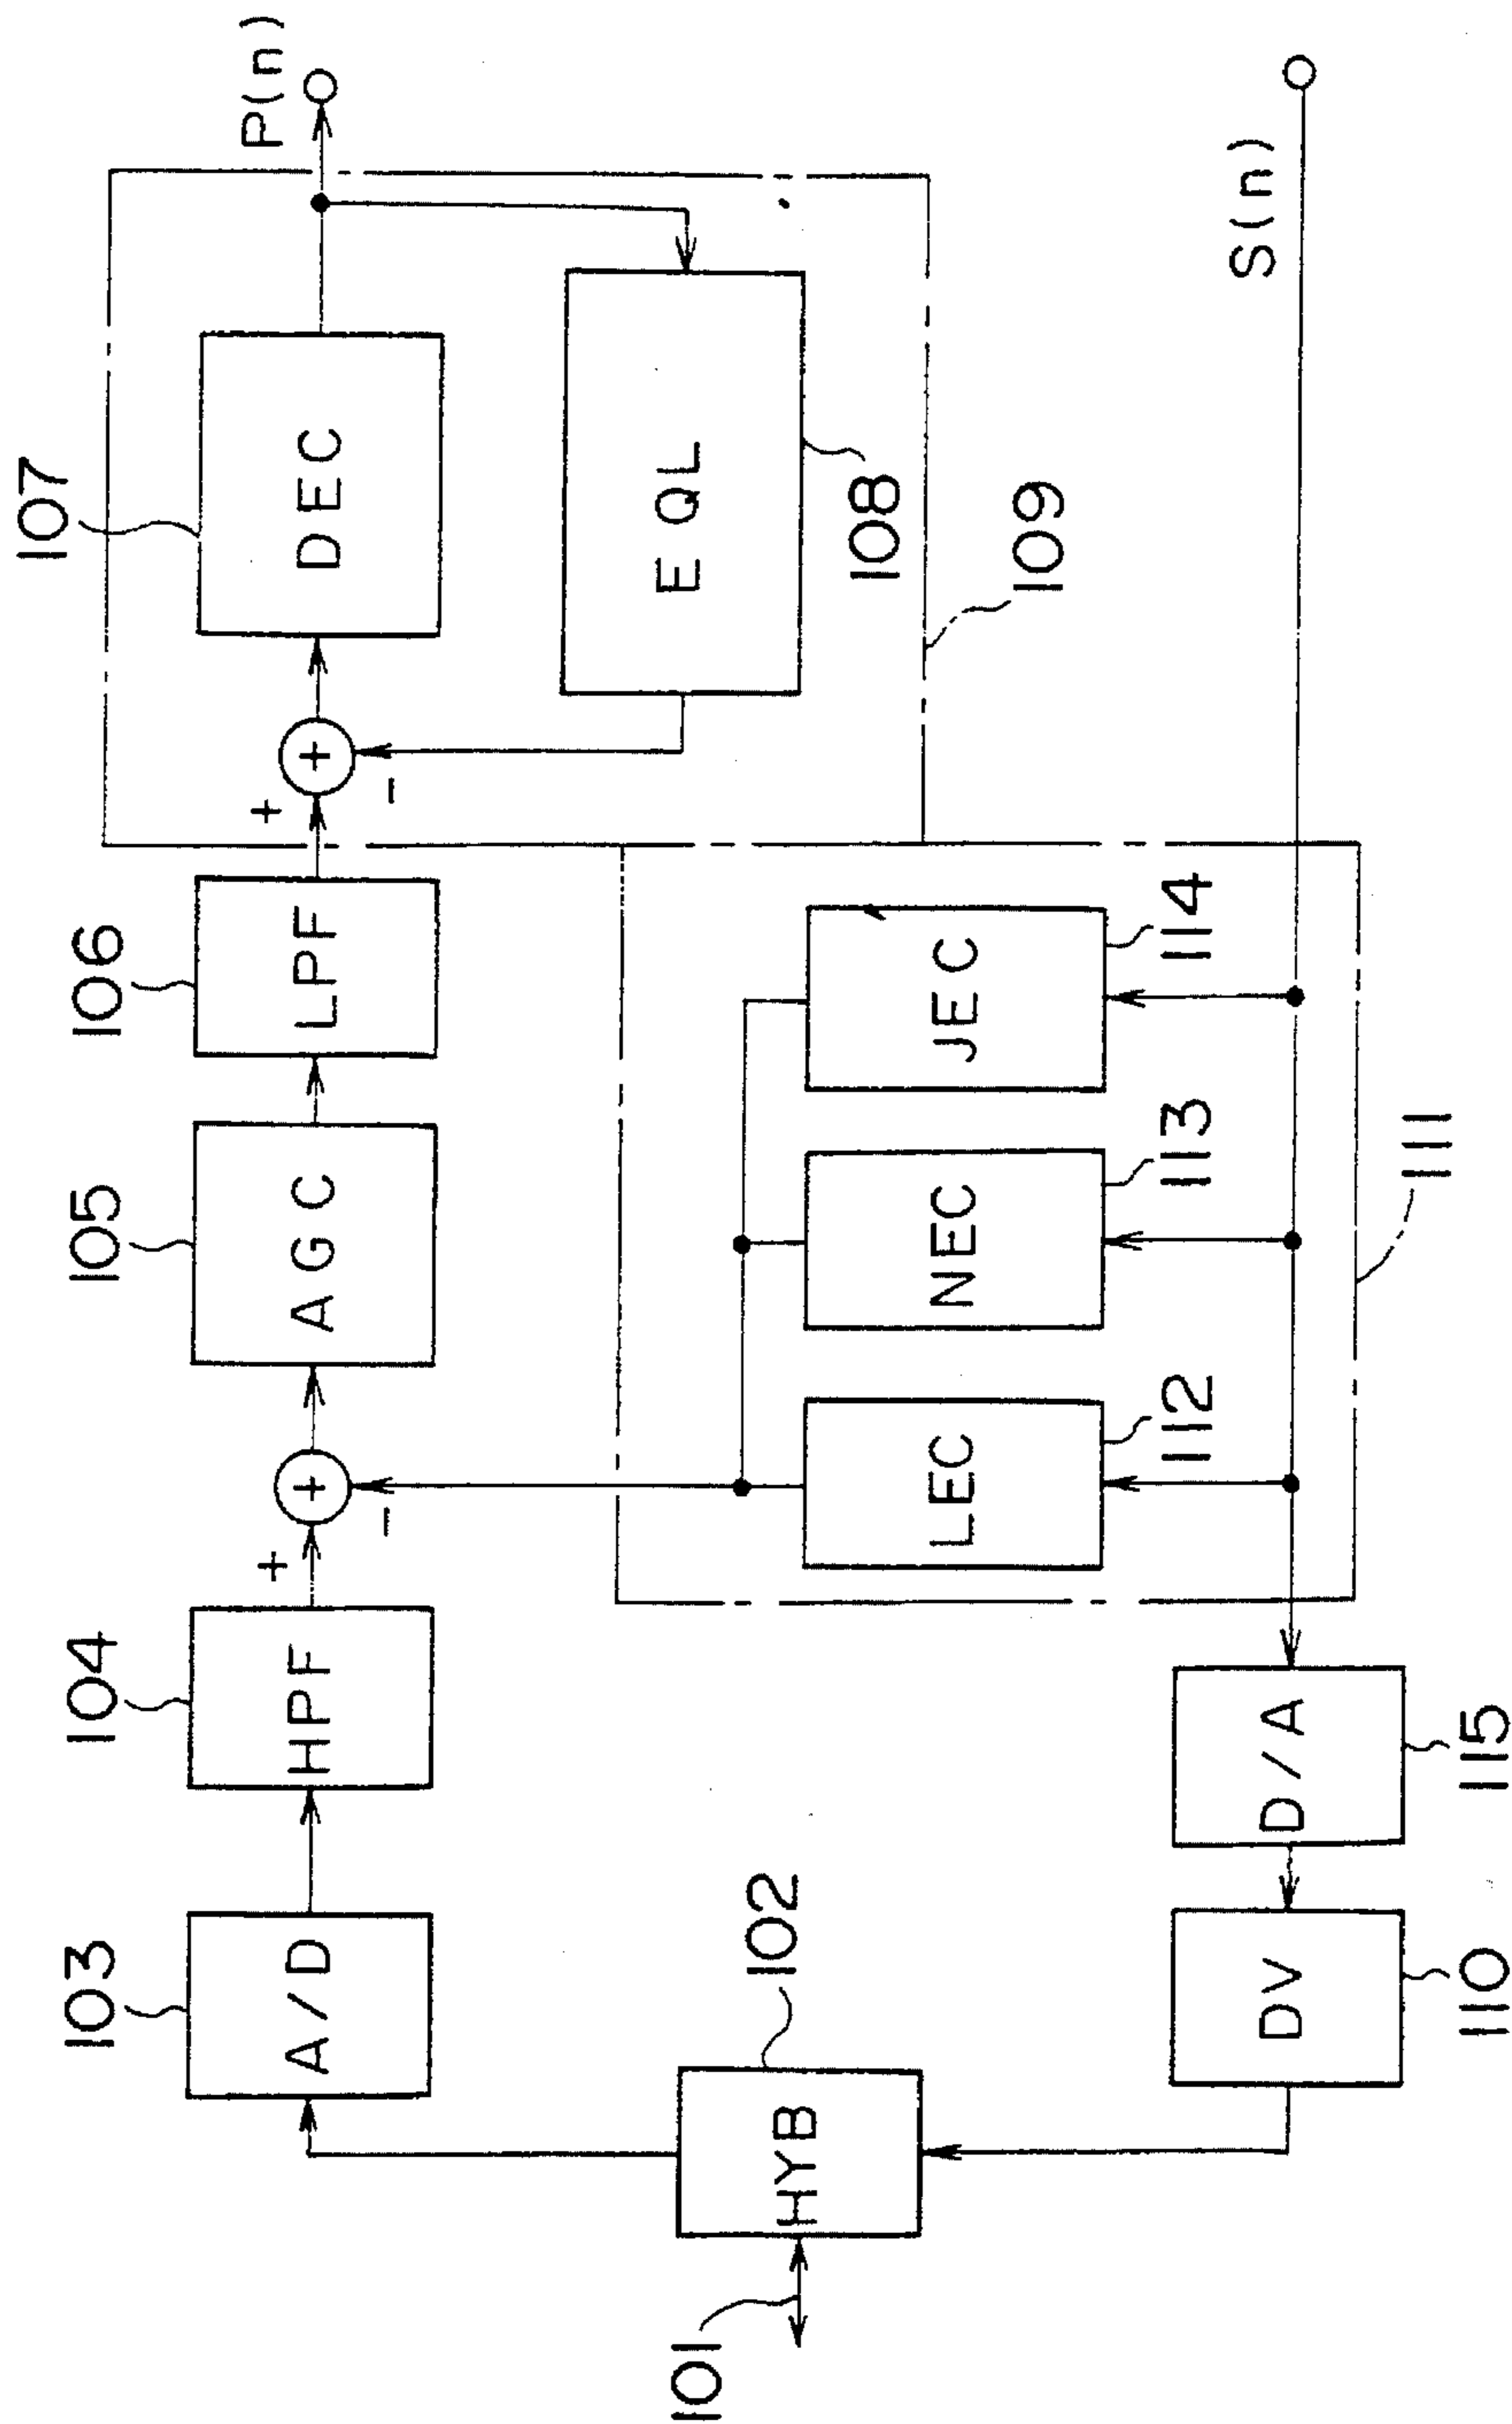 103
A/D
104
HPF
+
+
-
105
AGC
106
LPF
+
+
-
107
DEC
P(n)
EQL
108
109
101
HYB
102
LEC
112
NEC
113
JEC
114
111
S(n)
DV
110
D/A
115